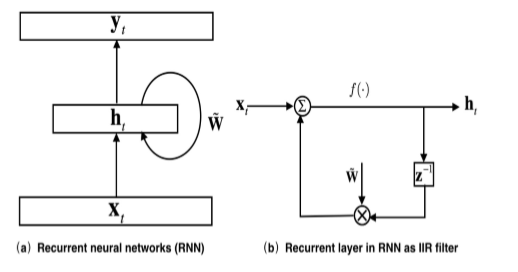 y_t
h_t
W̃
x_t
(a) Recurrent neural networks (RNN)
f(·)
x_t
Σ
h_t
W̃
z⁻¹
(b) Recurrent layer in RNN as IIR filter